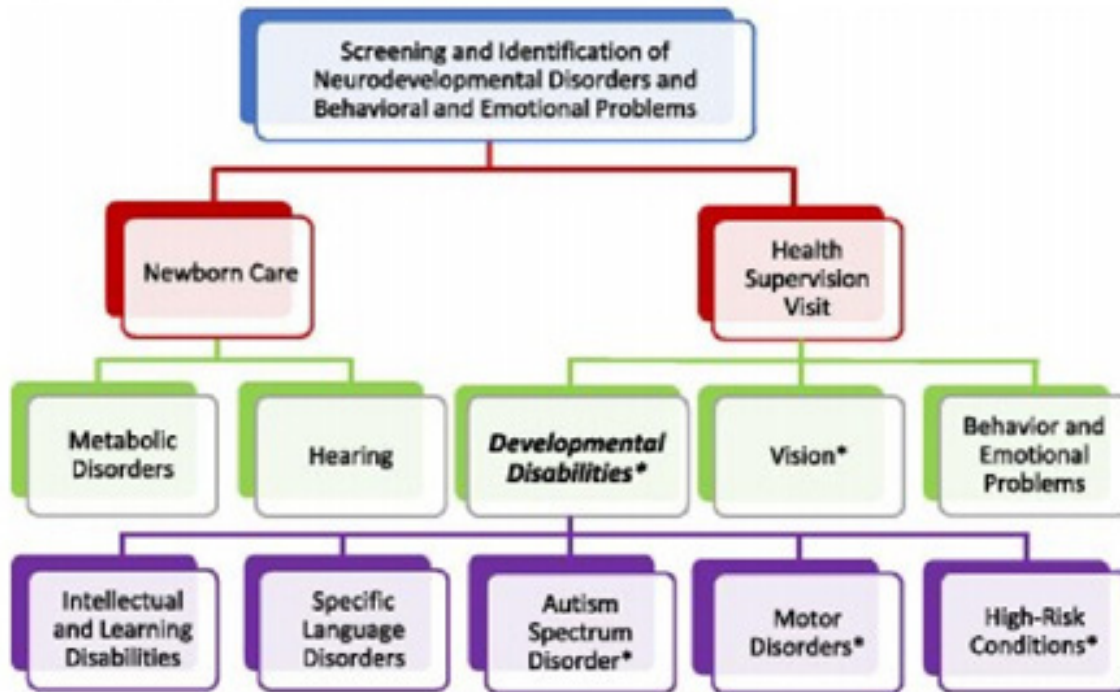 Screening and Identification of
Neurodevelopmental Disorders and
Behavioral and Emotional Problems
Newborn Care
Health
Supervision
Visit
Metabolic
Disorders
Hearing
Developmental
Disabilities*
Vision*
Behavior and
Emotional
Problems
Intellectual
and Learning
Disabilities
Specific
Language
Disorders
Autism
Spectrum
Disorder*
Motor
Disorders*
High-Risk
Conditions*